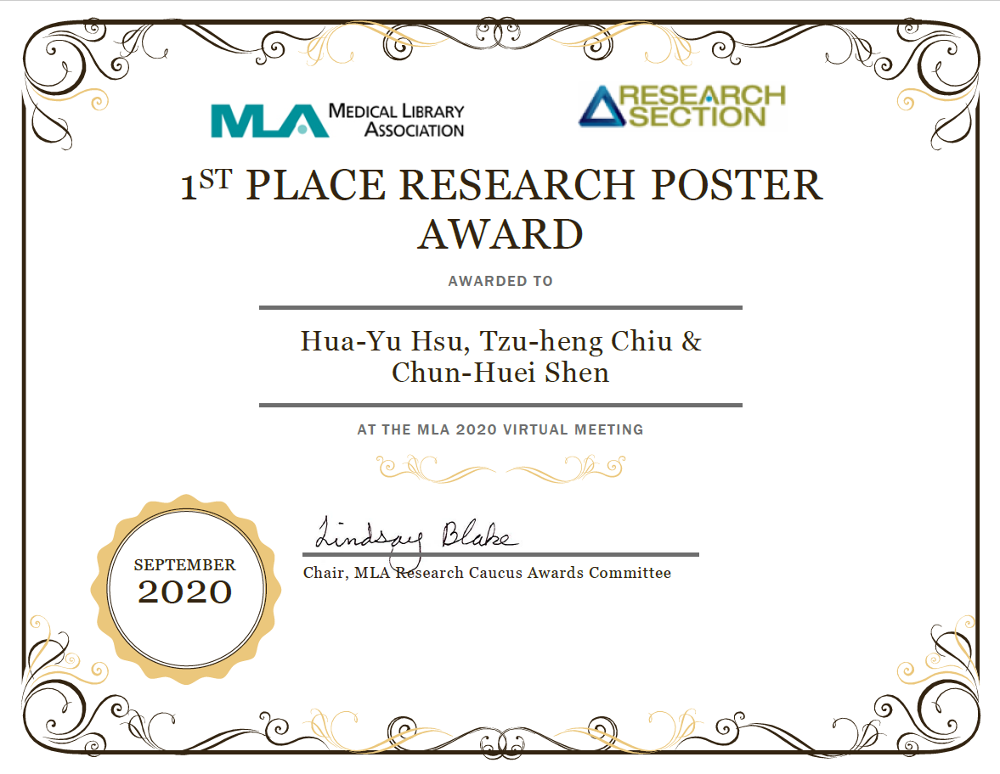 MLA MEDICAL LIBRARY
ASSOCIATION
RESEARCH
SECTION
1ST PLACE RESEARCH POSTER
AWARD
AWARDED TO
Hua-Yu Hsu, Tzu-heng Chiu &
Chun-Huei Shen
AT THE MLA 2020 VIRTUAL MEETING
Lindsay Blake
Chair, MLA Research Caucus Awards Committee
SEPTEMBER
2020